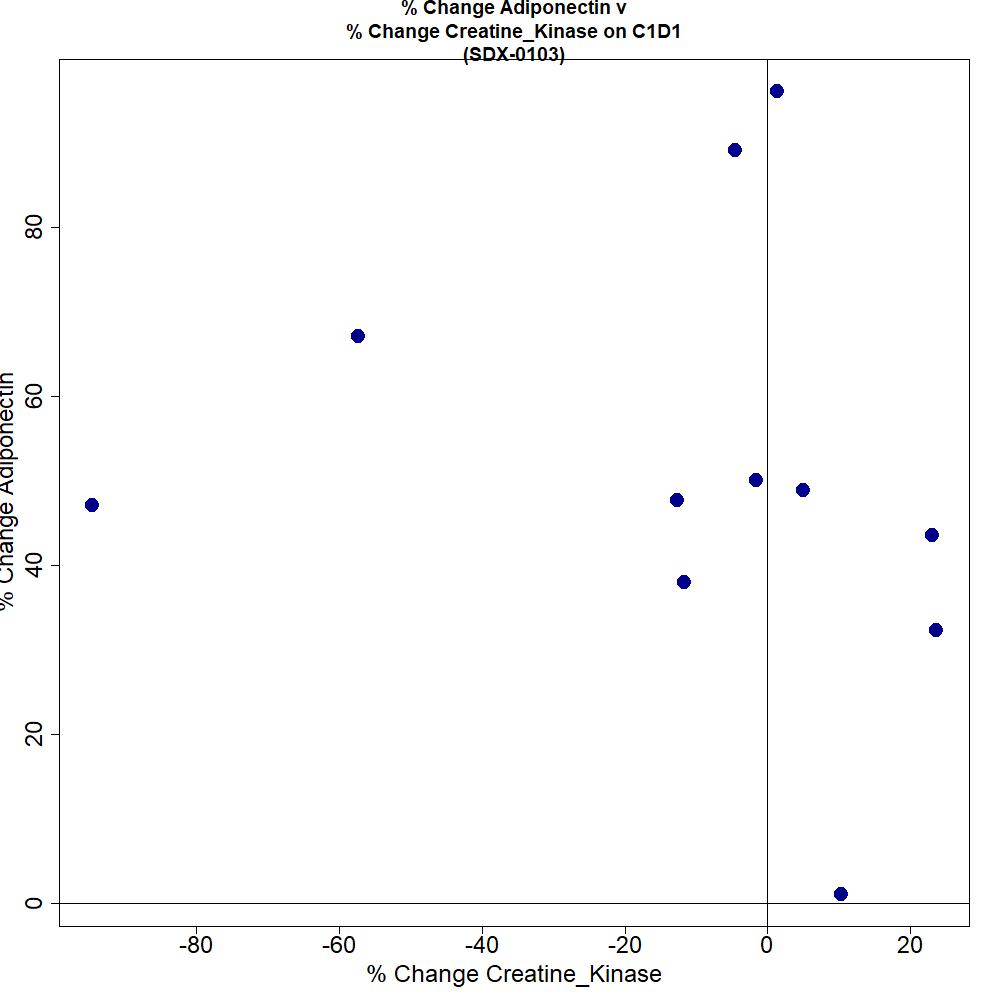 % Change Adiponectin v
% Change Creatine_Kinase on C1D1
(SDX-0103)
% Change Adiponectin
80
60
40
20
0
-80
-60
-40
-20
0
20
% Change Creatine_Kinase